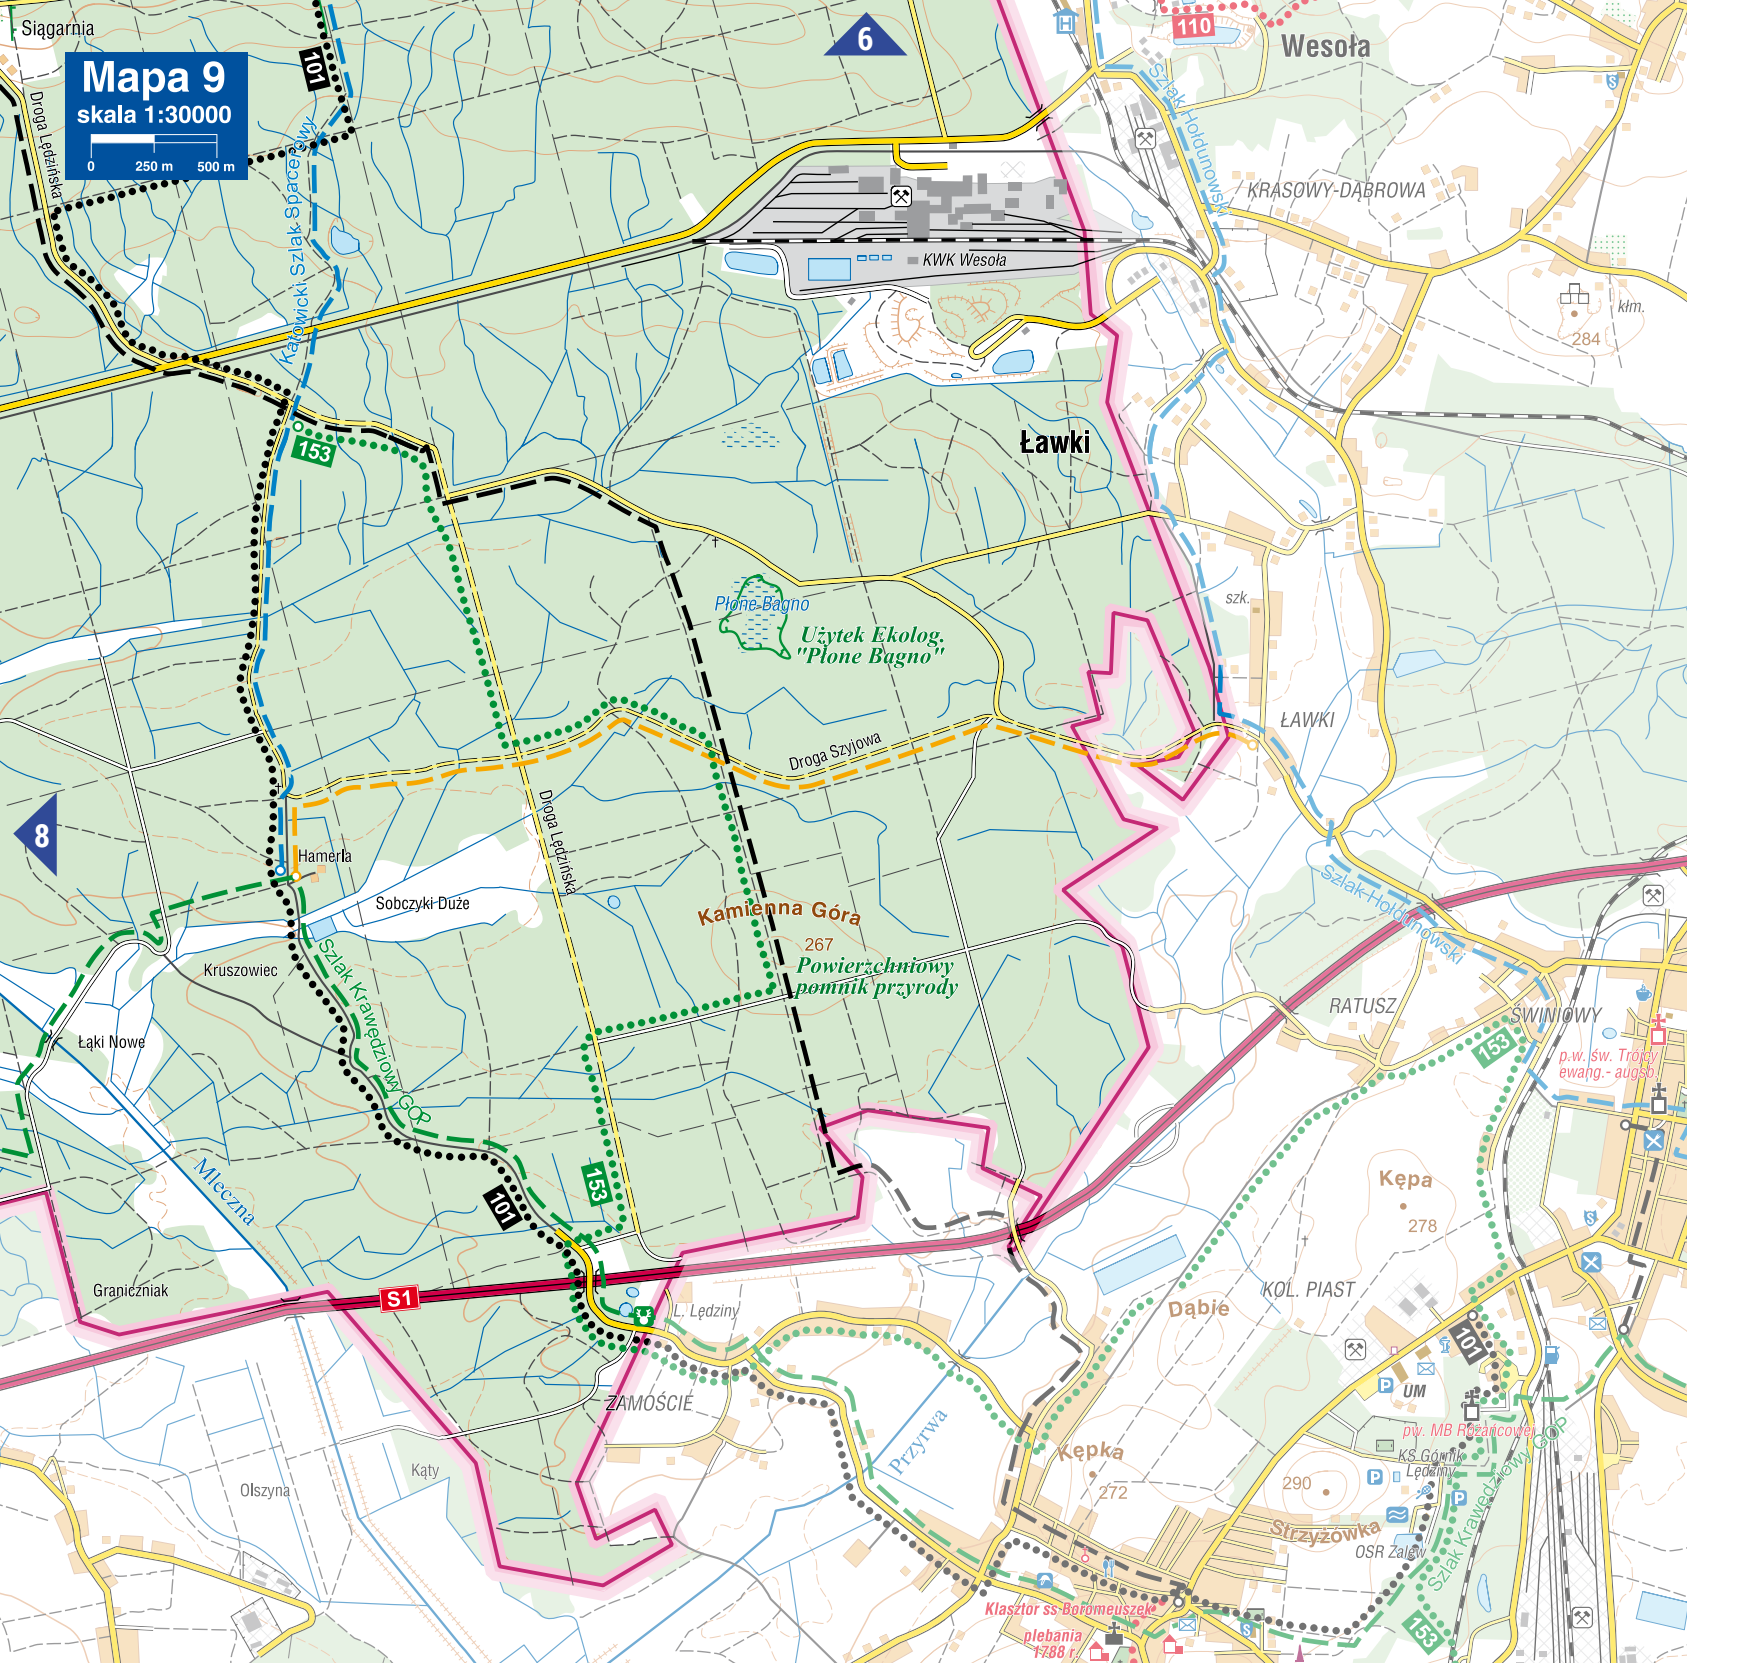 Siągarnia
Mapa 9
skala 1:30000
0 250 m 500 m
101
6
110
Wesoła
Droga Lędzińska
Katowicki Szlak Spacerowy
Szlak Hołdunowski
KRASOWY-DĄBROWA
KWK Wesoła
kłm.
284
153
Ławki
szk.
Płone Bagno
Użytek Ekolog.
"Płone Bagno"
ŁAWKI
Droga Szyjowa
8
Hamerla
Droga Lędzińska
Sobczyki Duże
Kamienna Góra
267
Powierzchniowy
pomnik przyrody
Szlak Hołdunowski
Kruszowiec
Szlak Krawędziowy GOP
RATUSZ
ŚWINIOWY
Łąki Nowe
153
p.w. św. Trójcy
ewang.- augsb.
Mleczna
153
101
Kępa
278
Graniczniak
S1
L. Lędziny
Dąbie
KOL. PIAST
101
UM
ZAMOŚCIE
pw. MB Różańcowej
Przyrwa
Kępka
272
KS Górnik
Lędziny
Kąty
Olszyna
290
Strzyżówka
OSR Zalew
Szlak Krawędziowy GOP
Klasztor ss Boromeuszek
plebania
1788 r.
153